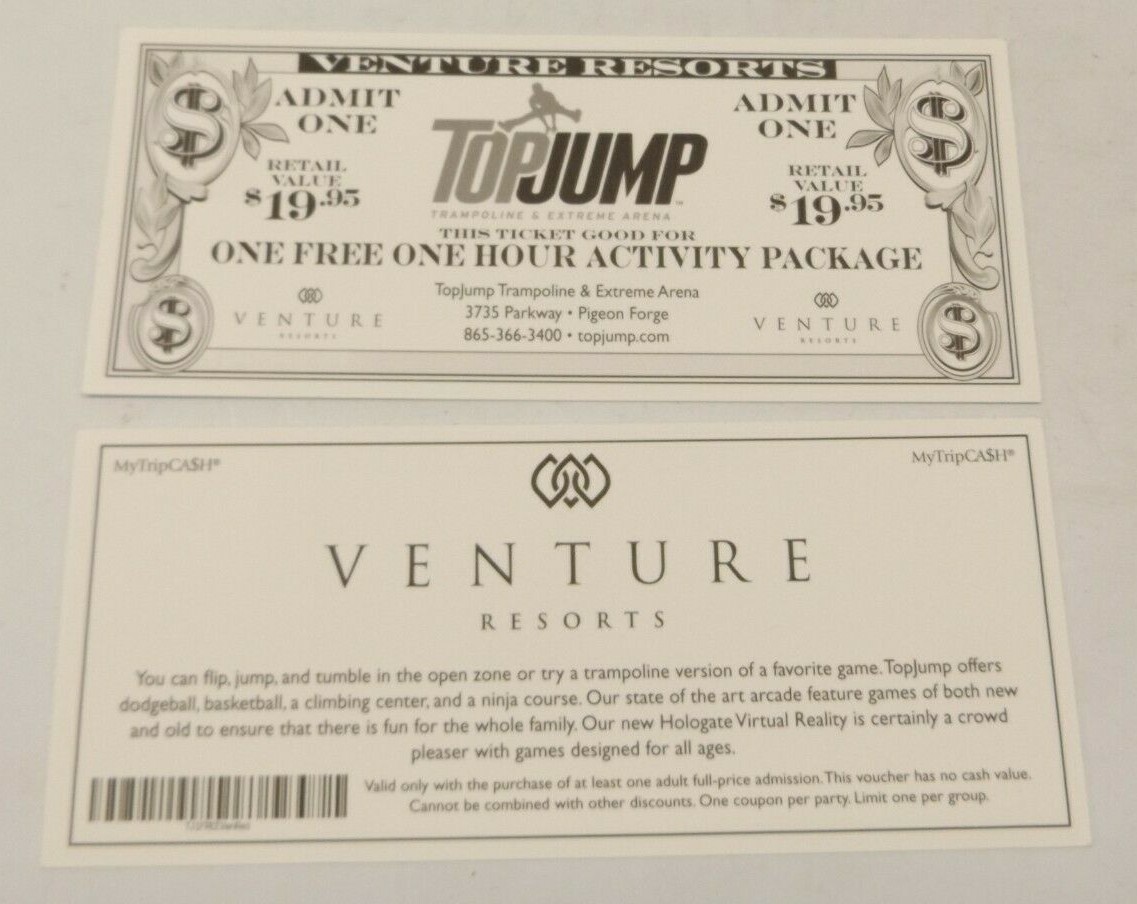 VENTURE RESORTS
ADMIT ONE
RETAIL VALUE
$19.95
TOPJUMP™
TRAMPOLINE & EXTREME ARENA
ADMIT ONE
RETAIL VALUE
$19.95
THIS TICKET GOOD FOR
ONE FREE ONE HOUR ACTIVITY PACKAGE
VENTURE
RESORTS
TopJump Trampoline & Extreme Arena
3735 Parkway • Pigeon Forge
865-366-3400 • topjump.com
VENTURE
RESORTS
MyTripCA$H®
MyTripCA$H®
VENTURE
RESORTS
You can flip, jump, and tumble in the open zone or try a trampoline version of a favorite game. TopJump offers
dodgeball, basketball, a climbing center, and a ninja course. Our state of the art arcade feature games of both new
and old to ensure that there is fun for the whole family. Our new Hologate Virtual Reality is certainly a crowd
pleaser with games designed for all ages.
Valid only with the purchase of at least one adult full-price admission. This voucher has no cash value.
Cannot be combined with other discounts. One coupon per party. Limit one per group.